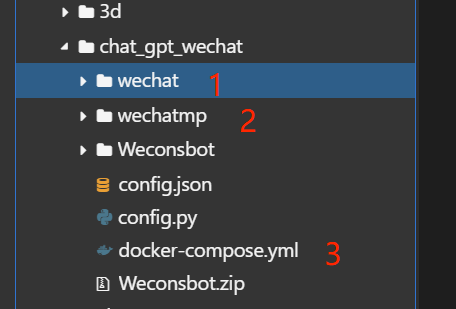 3d
chat_gpt_wechat
wechat 1
wechatmp 2
Weconsbot
config.json
config.py
docker-compose.yml 3
Weconsbot.zip